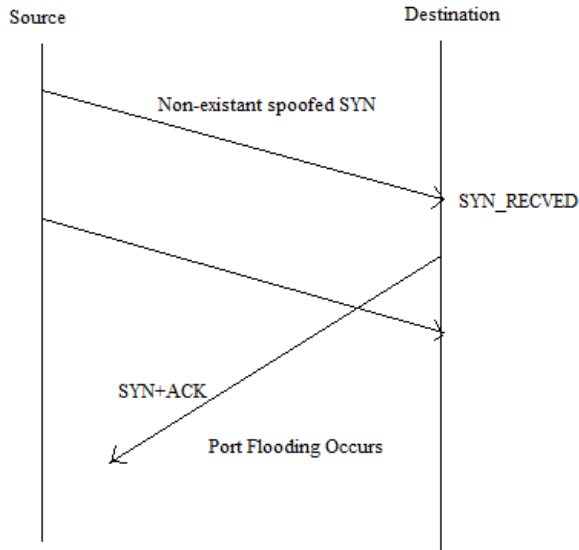 Source
Destination
Non-existant spoofed SYN
SYN_RECVED
SYN+ACK
Port Flooding Occurs